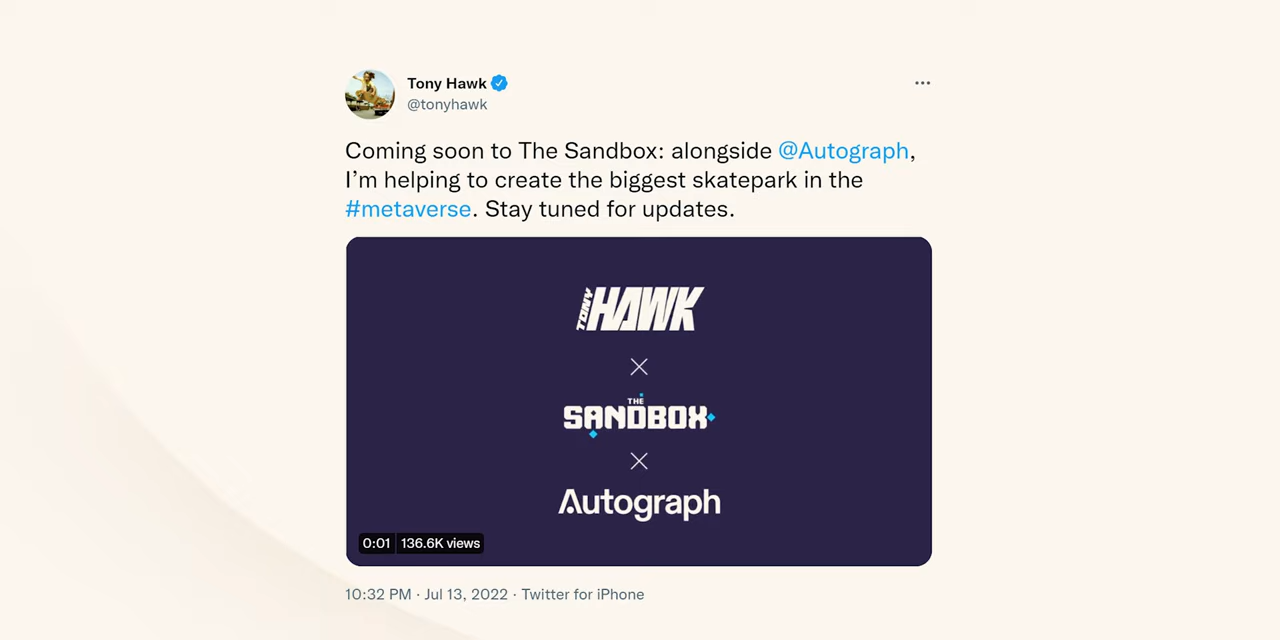 Tony Hawk
@tonyhawk
Coming soon to The Sandbox: alongside @Autograph,
I’m helping to create the biggest skatepark in the
#metaverse. Stay tuned for updates.
TONY HAWK
THE
SANDBOX
Autograph
0:01 136.6K views
10:32 PM · Jul 13, 2022 · Twitter for iPhone